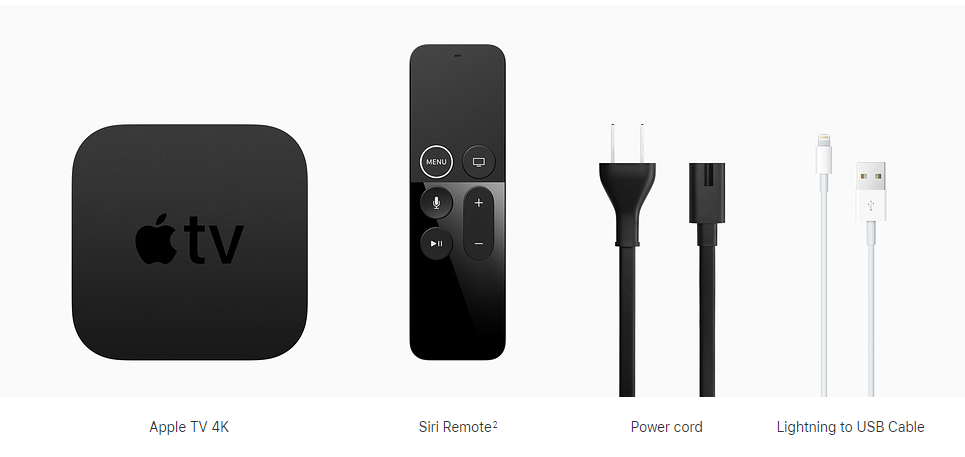 tv
MENU
Apple TV 4K
Siri Remote²
Power cord
Lightning to USB Cable